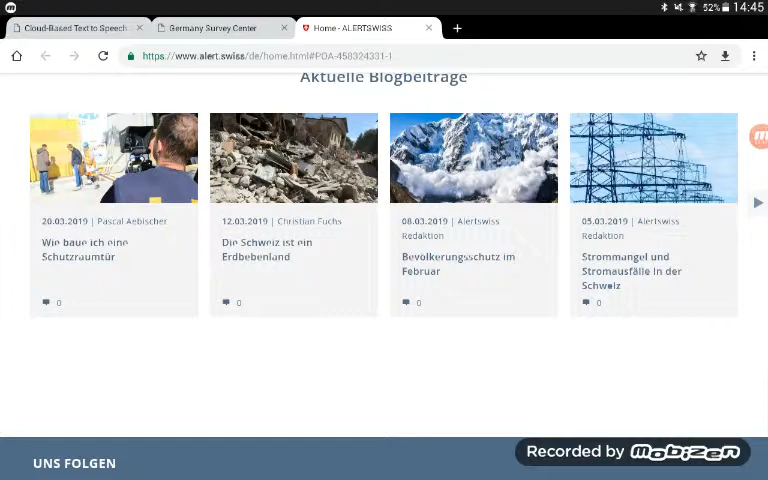 52% 14:45
Cloud-Based Text to Speech
Germany Survey Center
Home - ALERTSWISS
https://www.alert.swiss/de/home.html#POA-458324331-1
Aktuelle Blogbeiträge
20.03.2019 | Pascal Aebischer
Wie baue ich eine
Schutzraumtür
0
12.03.2019 | Christian Fuchs
Die Schweiz ist ein
Erdbebenland
0
08.03.2019 | Alertswiss
Redaktion
Bevölkerungsschutz im
Februar
0
05.03.2019 | Alertswiss
Redaktion
Strommangel und
Stromausfälle in der
Schweiz
0
UNS FOLGEN
Recorded by mobizen